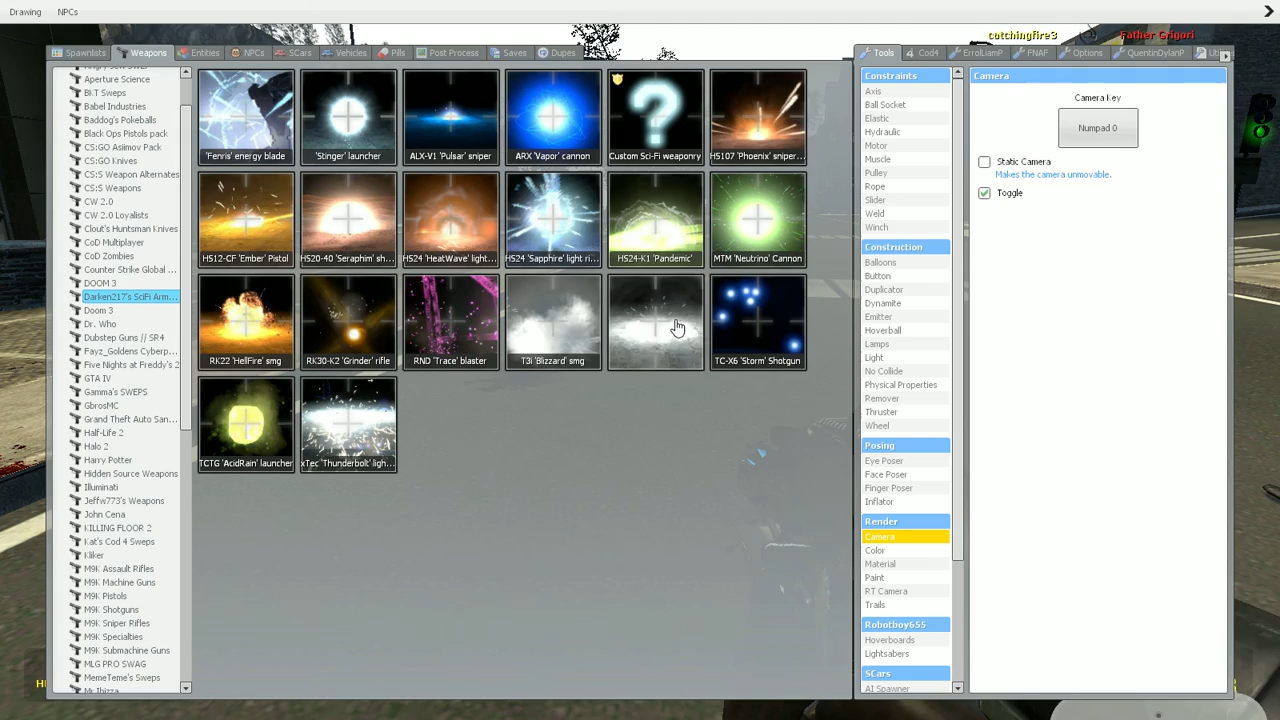 Drawing NPCs
catchingfire3 Father Grigori
Spawnlists Weapons Entities NPCs SCars Vehicles Pills Post Process Saves Dupes
Tools Cod4 ErrolLiamP FNAF Options QuentinDylanP
Aperture Science
BKT Sweps
Babel Industries
Baddog's Pokeballs
Black Ops Pistols pack
CS:GO Asiimov Pack
CS:GO Knives
CS:S Weapon Alternates
CS:S Weapons
CW 2.0
CW 2.0 Loyalists
Clout's Huntsman Knives
CoD Multiplayer
CoD Zombies
Counter Strike Global ...
DOOM 3
Darken217's SciFi Arm...
Doom 3
Dr. Who
Dubstep Guns // SR4
Fayz_Goldens Cyberp...
Five Nights at Freddy's 2
GTA IV
Gamma's SWEPS
GbrosMC
Grand Theft Auto San...
Half-Life 2
Halo 2
Harry Potter
Hidden Source Weapons
Illuminati
Jeffw773's Weapons
John Cena
KILLING FLOOR 2
Kat's Cod 4 Sweps
Kliker
M9K Assault Rifles
M9K Machine Guns
M9K Pistols
M9K Shotguns
M9K Sniper Rifles
M9K Specialties
M9K Submachine Guns
MLG PRO SWAG
MemeTeme's Sweps
Mr Ibizza
'Fenris' energy blade
'Stinger' launcher
ALX-V1 'Pulsar' sniper
ARX 'Vapor' cannon
Custom Sci-Fi weaponry
HS107 'Phoenix' sniper...
HS12-CF 'Ember' Pistol
HS20-40 'Seraphim' sh...
HS24 'HeatWave' light...
HS24 'Sapphire' light ri...
HS24-K1 'Pandemic'
MTM 'Neutrino' Cannon
RK22 'HellFire' smg
RK30-K2 'Grinder' rifle
RND 'Trace' blaster
T3i 'Blizzard' smg
TC-X6 'Storm' Shotgun
TCTG 'AcidRain' launcher
xTec 'Thunderbolt' ligh...
Constraints
Axis
Ball Socket
Elastic
Hydraulic
Motor
Muscle
Pulley
Rope
Slider
Weld
Winch
Construction
Balloons
Button
Duplicator
Dynamite
Emitter
Hoverball
Lamps
Light
No Collide
Physical Properties
Remover
Thruster
Wheel
Posing
Eye Poser
Face Poser
Finger Poser
Inflator
Render
Camera
Color
Material
Paint
RT Camera
Trails
Robotboy655
Hoverboards
Lightsabers
SCars
AI Spawner
Camera
Camera Key
Numpad 0
Static Camera
Makes the camera unmovable.
Toggle